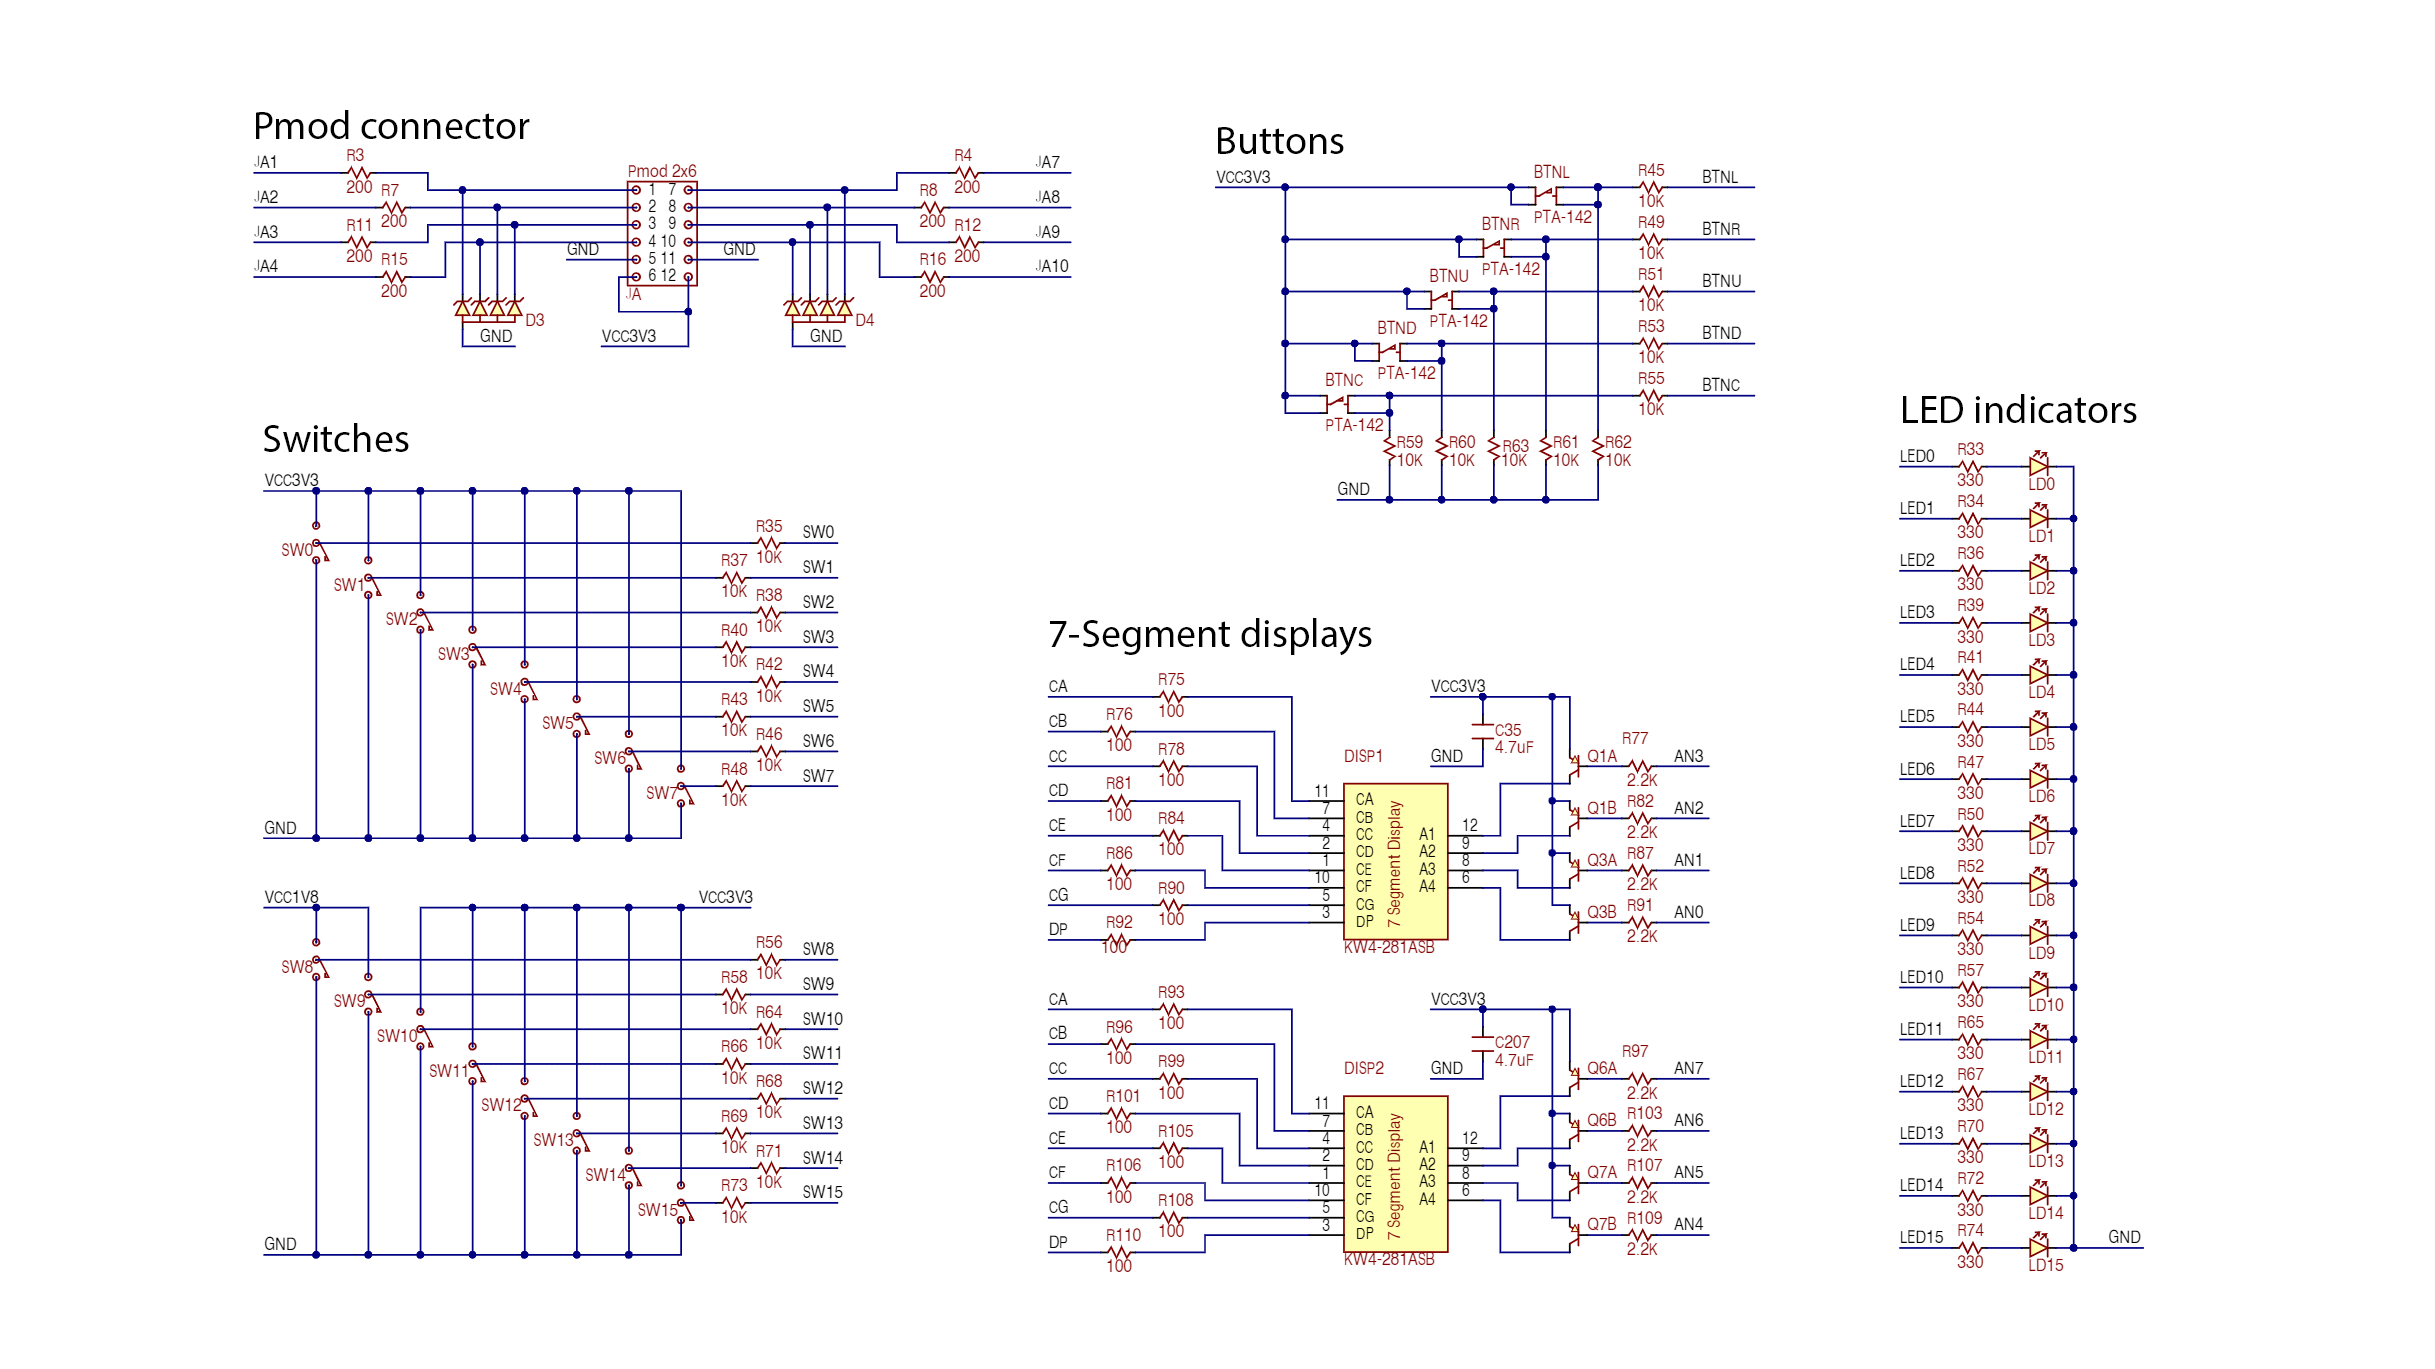 Pmod connector
JA1
R3
200
JA2
R7
200
JA3
R11
200
JA4
R15
200
Pmod 2x6
1 7
2 8
3 9
4 10
5 11
6 12
JA
GND
GND
R4
200
JA7
R8
200
JA8
R12
200
JA9
R16
200
JA10
D3
GND
VCC3V3
D4
GND
Buttons
VCC3V3
BTNL
PTA-142
R45
10K
BTNL
BTNR
PTA-142
R49
10K
BTNR
BTNU
PTA-142
R51
10K
BTNU
BTND
PTA-142
R53
10K
BTND
BTNC
PTA-142
R55
10K
BTNC
R59 R60 R63 R61 R62
10K 10K 10K 10K 10K
GND
Switches
VCC3V3
SW0
R35
10K
SW0
SW1
R37
10K
SW1
SW2
R38
10K
SW2
SW3
R40
10K
SW3
SW4
R42
10K
SW4
SW5
R43
10K
SW5
SW6
R46
10K
SW6
SW7
R48
10K
SW7
GND
VCC1V8
VCC3V3
SW8
R56
10K
SW8
SW9
R58
10K
SW9
SW10
R64
10K
SW10
SW11
R66
10K
SW11
SW12
R68
10K
SW12
SW13
R69
10K
SW13
SW14
R71
10K
SW14
SW15
R73
10K
SW15
GND
7-Segment displays
CA
R75
100
CB
R76
100
CC
R78
100
CD
R81
100
CE
R84
100
CF
R86
100
CG
R90
100
DP
R92
100
DISP1
11 CA
7 CB
4 CC
2 CD
1 CE
10 CF
5 CG
3 DP
7 Segment Display
A1 12
A2 9
A3 8
A4 6
KW4-281ASB
VCC3V3
C35
4.7uF
GND
Q1A
R77
2.2K
AN3
Q1B
R82
2.2K
AN2
Q3A
R87
2.2K
AN1
Q3B
R91
2.2K
AN0
CA
R93
100
CB
R96
100
CC
R99
100
CD
R101
100
CE
R105
100
CF
R106
100
CG
R108
100
DP
R110
100
DISP2
11 CA
7 CB
4 CC
2 CD
1 CE
10 CF
5 CG
3 DP
7 Segment Display
A1 12
A2 9
A3 8
A4 6
KW4-281ASB
VCC3V3
C207
4.7uF
GND
Q6A
R97
2.2K
AN7
Q6B
R103
2.2K
AN6
Q7A
R107
2.2K
AN5
Q7B
R109
2.2K
AN4
LED indicators
LED0
R33
330
LD0
LED1
R34
330
LD1
LED2
R36
330
LD2
LED3
R39
330
LD3
LED4
R41
330
LD4
LED5
R44
330
LD5
LED6
R47
330
LD6
LED7
R50
330
LD7
LED8
R52
330
LD8
LED9
R54
330
LD9
LED10
R57
330
LD10
LED11
R65
330
LD11
LED12
R67
330
LD12
LED13
R70
330
LD13
LED14
R72
330
LD14
LED15
R74
330
LD15
GND